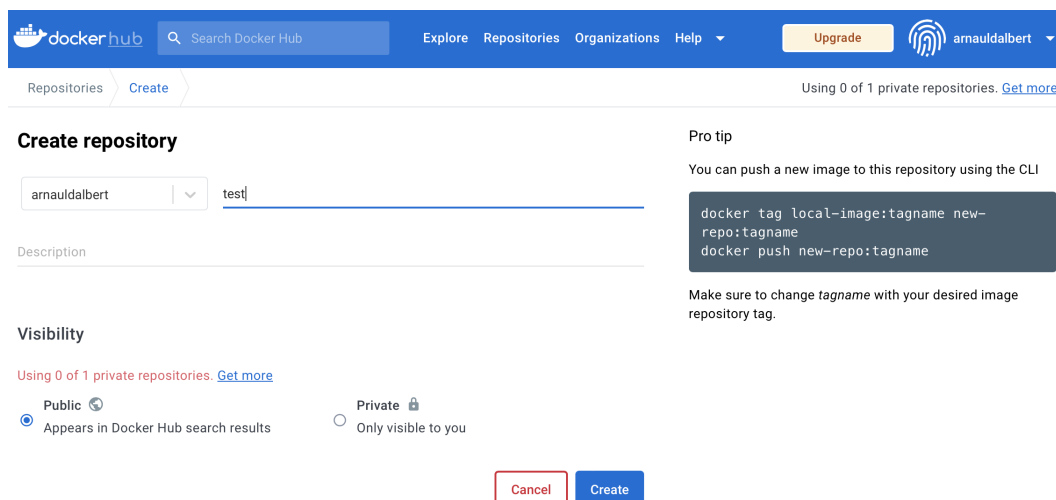 dockerhub
Search Docker Hub
Explore Repositories Organizations Help
Upgrade
arnauldalbert
Repositories Create
Using 0 of 1 private repositories. Get more
Create repository
arnauldalbert
test
Description
Visibility
Using 0 of 1 private repositories. Get more
Public
Appears in Docker Hub search results
Private
Only visible to you
Cancel
Create
Pro tip
You can push a new image to this repository using the CLI
docker tag local-image:tagname new-
repo:tagname
docker push new-repo:tagname
Make sure to change tagname with your desired image
repository tag.